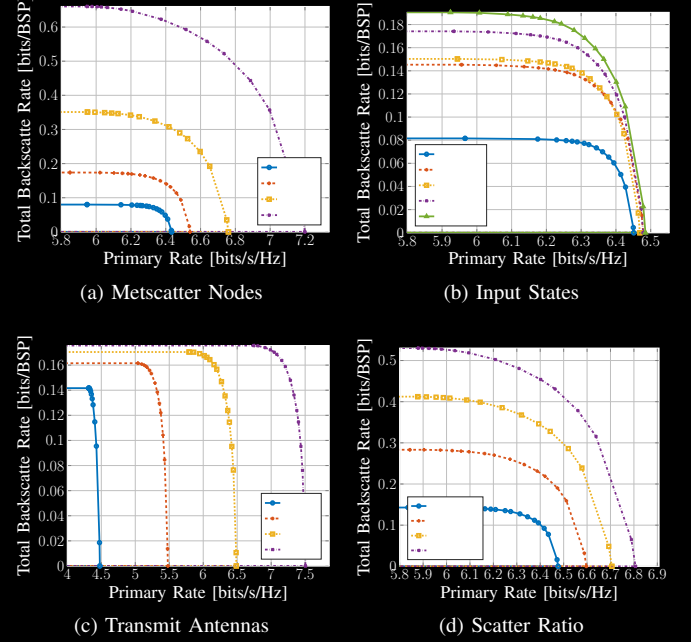 Total Backscatte Rate [bits/BSP]
0.6
0.5
0.4
0.3
0.2
0.1
0
5.8 6 6.2 6.4 6.6 6.8 7 7.2
Primary Rate [bits/s/Hz]
(a) Metscatter Nodes
Total Backscatte Rate [bits/BSP]
0.18
0.16
0.14
0.12
0.1
0.08
0.06
0.04
0.02
0
5.8 5.9 6 6.1 6.2 6.3 6.4 6.5
Primary Rate [bits/s/Hz]
(b) Input States
Total Backscatte Rate [bits/BSP]
0.16
0.14
0.12
0.1
0.08
0.06
0.04
0.02
0
4 4.5 5 5.5 6 6.5 7 7.5
Primary Rate [bits/s/Hz]
(c) Transmit Antennas
Total Backscatte Rate [bits/BSP]
0.5
0.4
0.3
0.2
0.1
0
5.8 5.9 6 6.1 6.2 6.3 6.4 6.5 6.6 6.7 6.8 6.9
Primary Rate [bits/s/Hz]
(d) Scatter Ratio